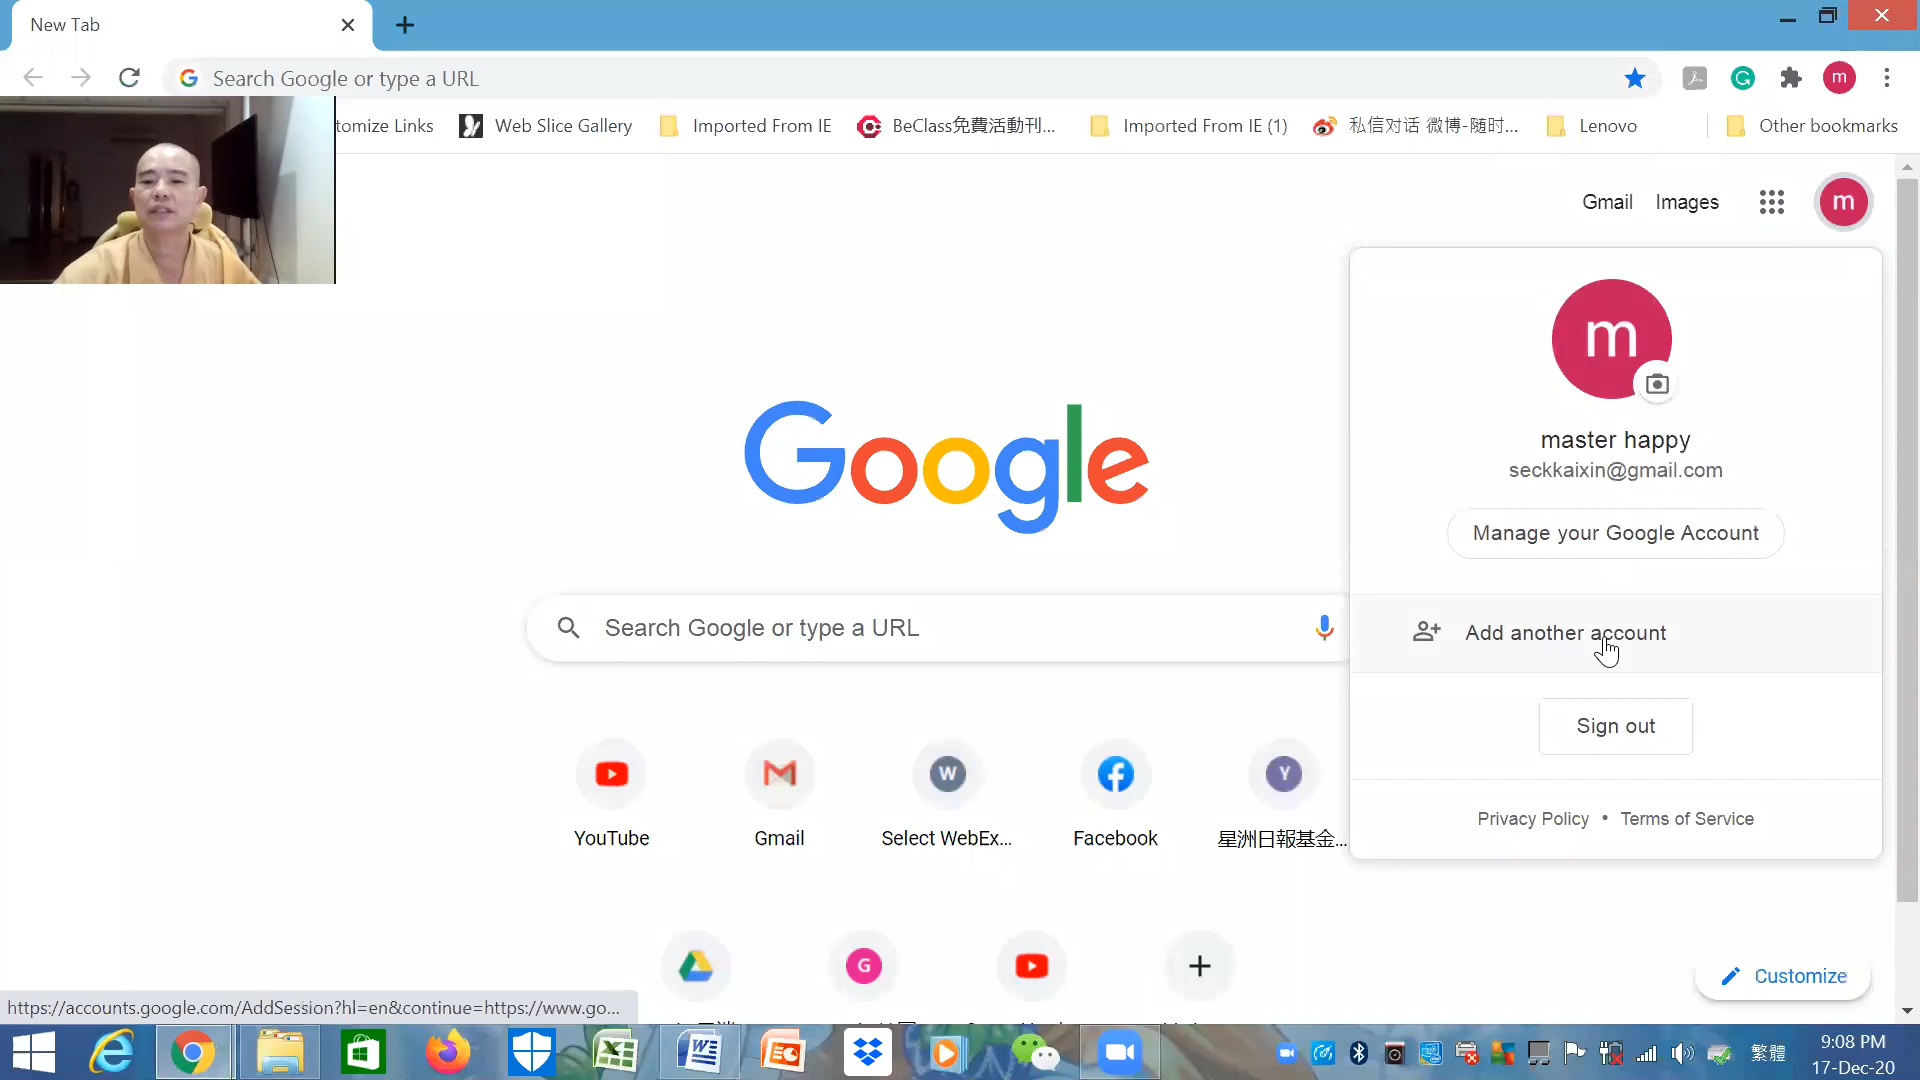 New Tab
Search Google or type a URL
m
tomize Links
Web Slice Gallery
Imported From IE
BeClass免費活動刊...
Imported From IE (1)
私信对话 微博-随时...
Lenovo
Other bookmarks
Gmail
Images
m
m
master happy
seckkaixin@gmail.com
Manage your Google Account
Google
Search Google or type a URL
Add another account
Sign out
W
Y
YouTube
Gmail
Select WebEx...
Facebook
星洲日報基金...
Privacy Policy • Terms of Service
G
Customize
https://accounts.google.com/AddSession?hl=en&continue=https://www.go...
繁體
9:08 PM
17-Dec-20